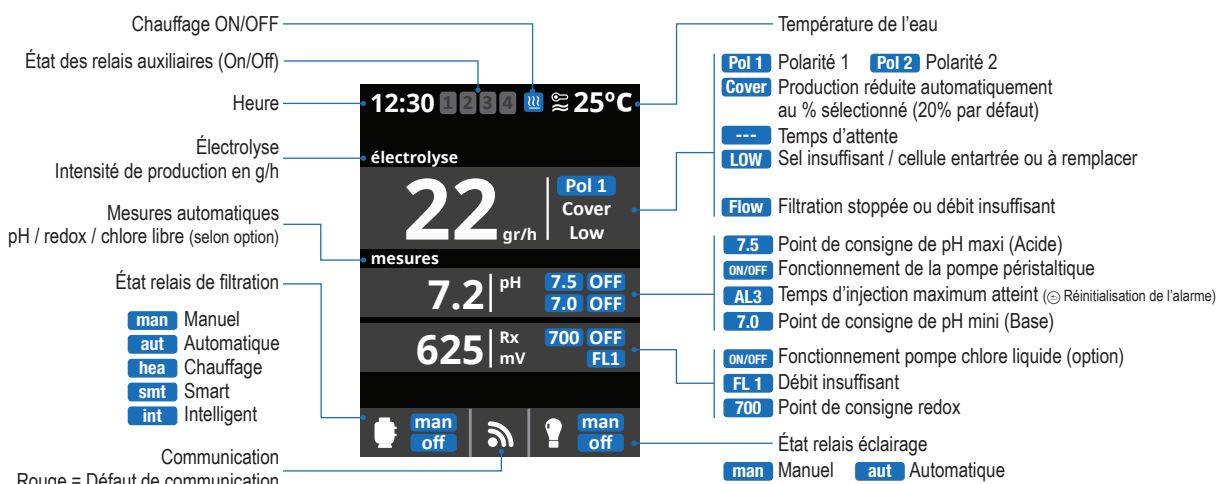 Chauffage ON/OFF
État des relais auxiliaires (On/Off)
Heure
Électrolyse
Intensité de production en g/h
Mesures automatiques
pH / redox / chlore libre (selon option)
État relais de filtration
man Manuel
aut Automatique
hea Chauffage
smt Smart
int Intelligent
Communication
Rouge = Défaut de communication
12:30 1 2 3 4 25°C
électrolyse
22 gr/h
Pol 1
Cover
Low
mesures
7.2 pH 7.5 OFF
7.0 OFF
625 Rx mV 700 OFF
FL1
man
off
man
off
Température de l'eau
Pol 1 Polarité 1 Pol 2 Polarité 2
Cover Production réduite automatiquement
au % sélectionné (20% par défaut)
--- Temps d'attente
LOW Sel insuffisant / cellule entartrée ou à remplacer
Flow Filtration stoppée ou débit insuffisant
7.5 Point de consigne de pH maxi (Acide)
ON/OFF Fonctionnement de la pompe péristaltique
AL3 Temps d'injection maximum atteint (⊖ Réinitialisation de l'alarme)
7.0 Point de consigne de pH mini (Base)
ON/OFF Fonctionnement pompe chlore liquide (option)
FL 1 Débit insuffisant
700 Point de consigne redox
État relais éclairage
man Manuel aut Automatique